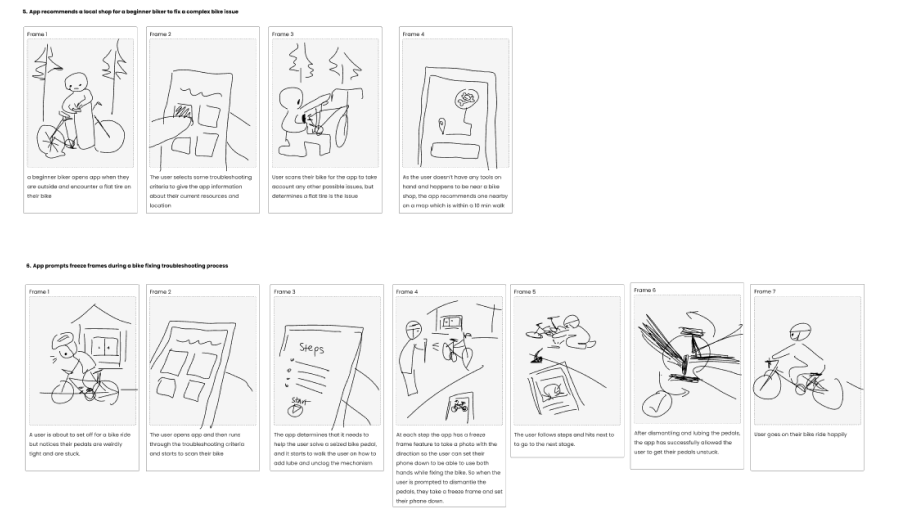 5. App recommends a local shop for a beginner biker to fix a complex bike issue
Frame 1
a beginner biker opens app when they
are outside and encounter a flat tire on
their bike
Frame 2
The user selects some troubleshooting
criteria to give the app information
about their current resources and
location
Frame 3
User scans their bike for the app to take
account any other possible issues, but
determines a flat tire is the issue
Frame 4
As the user doesn't have any tools on
hand and happens to be near a bike
shop, the app recommends one nearby
on a map which is within a 15 min walk
6. App prompts freeze frames during a bike fixing troubleshooting process
Frame 1
A user is about to set off for a bike ride
but notices their pedals are weirdly
tight and are stuck.
Frame 2
The user opens app and then runs
through the troubleshooting criteria
and starts to scan their bike
Frame 3
Steps
Start
The app determines that it needs to
help the user solve a seized bike pedal,
and it starts to walk the user on how to
add lube and unclog the mechanism
Frame 4
At each step the app has a freeze
frame feature to take a photo with the
direction so the user can set their
phone down to be able to use both
hands while fixing the bike. So when the
user is prompted to dismantle the
pedals, they take a freeze frame and set
their phone down.
Frame 5
The user follows steps and hits next to
to go to the next stage.
Frame 6
After dismantling and lubing the pedals,
the app has successfully allowed the
user to get their pedals unstuck.
Frame 7
User goes on their bike ride happily